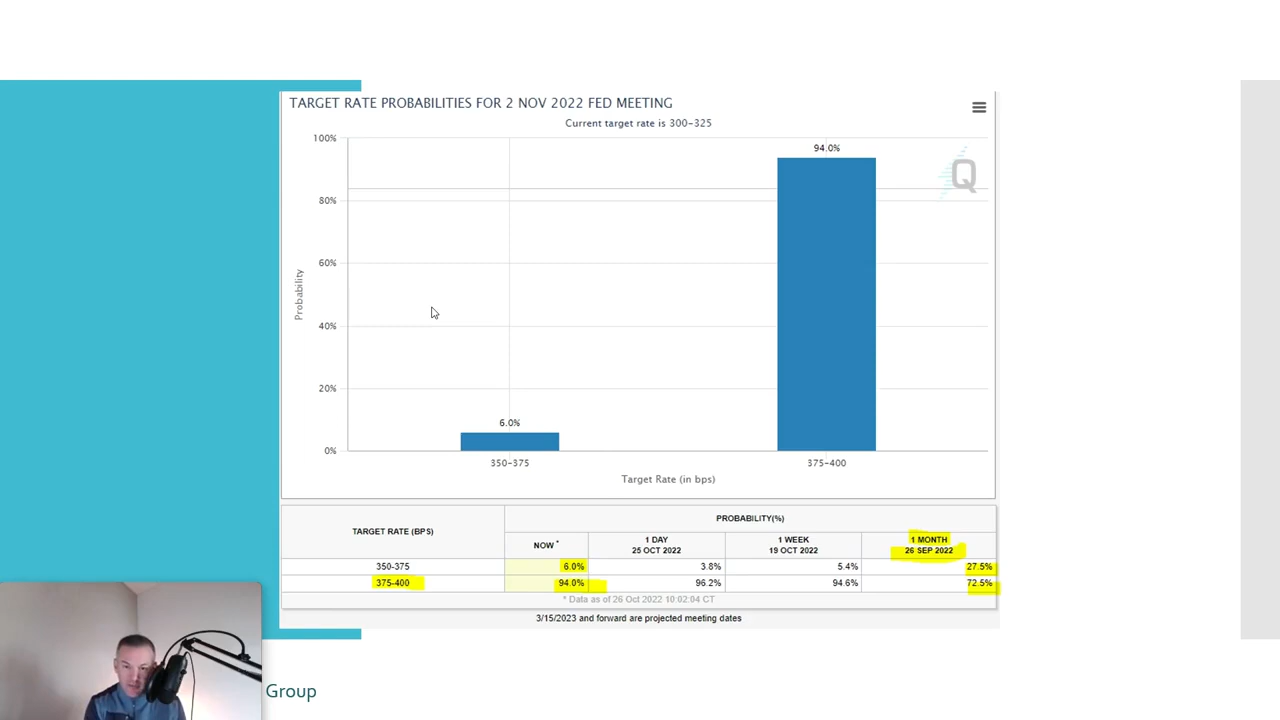 TARGET RATE PROBABILITIES FOR 2 NOV 2022 FED MEETING
Current target rate is 300-325
100%
94.0%
Q
80%
60%
Probability
40%
20%
6.0%
0%
350-375 375-400
Target Rate (in bps)
TARGET RATE (BPS) PROBABILITY(%)
NOW * 1 DAY 1 WEEK 1 MONTH
25 OCT 2022 19 OCT 2022 26 SEP 2022
350-375 6.0% 3.8% 5.4% 27.5%
375-400 94.0% 96.2% 94.6% 72.5%
* Data as of 26 Oct 2022 10:02:04 CT
3/15/2023 and forward are projected meeting dates
Group